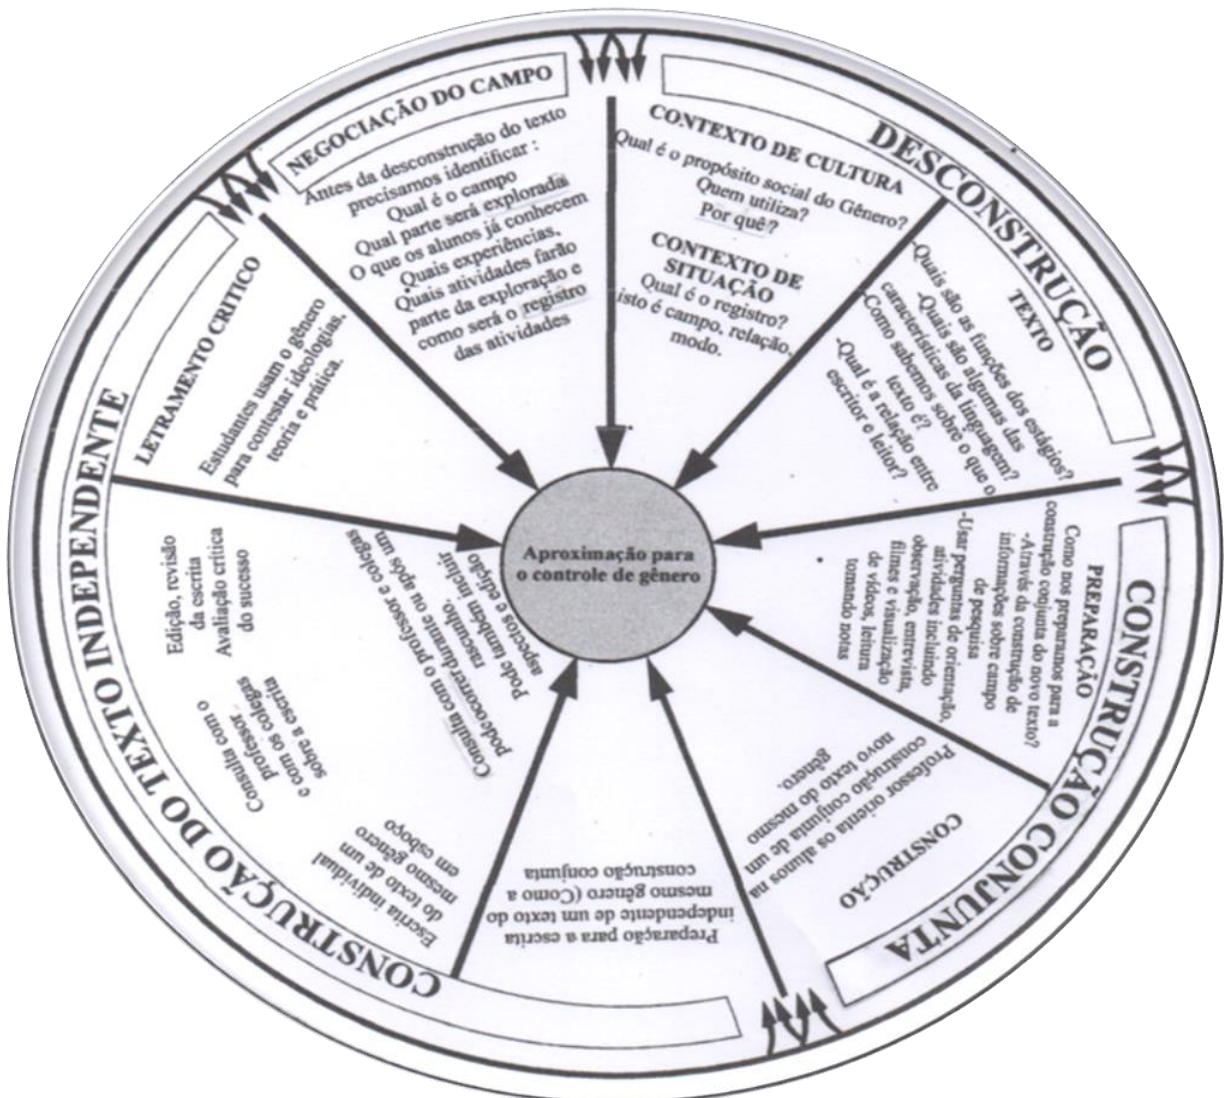 NEGOCIAÇÃO DO CAMPO
Antes da desconstrução do texto
precisamos identificar :
Qual é o campo
Qual parte será explorada
O que os alunos já conhecem
Quais experiências.
Quais atividades farão
parte da exploração e
como será o registro
das atividades
DESCONSTRUÇÃO
CONTEXTO DE CULTURA
Qual é o propósito social do Gênero?
Quem utiliza?
Por quê?
CONTEXTO DE
SITUAÇÃO
Qual é o registro?
isto é campo, relação,
modo.
TEXTO
-Quais são as funções dos estágios?
-Quais são algumas das
características da linguagem?
-Como sabemos sobre o que o
texto é?
-Qual é a relação entre
escritor e leitor?
CONSTRUÇÃO CONJUNTA
PREPARAÇÃO
Como nos preparamos para a
construção conjunta do novo texto?
-Através da construção de
informações sobre campo
de pesquisa
-Usar perguntas de orientação,
atividades incluindo
observação, entrevista,
filmes e visualização
de vídeos, leitura
tomando notas
CONSTRUÇÃO
Professor orienta os alunos na
construção conjunta de um
novo texto do mesmo
gênero.
CONSTRUÇÃO DO TEXTO INDEPENDENTE
Preparação para a escrita
independente de um texto do
mesmo gênero (Como a
construção conjunta
Escrita individual
do texto de um
mesmo gênero
em esboço
Consulta com o
professor
e com os colegas
sobre a escrita
Consulta com o professor e colegas
pode ocorrer durante ou após um
rascunho.
Pode também incluir
aspectos e edição
Edição, revisão
da escrita
Avaliação crítica
do sucesso
LETRAMENTO CRITICO
Estudantes usam o gênero
para contestar ideologias,
teoria e prática.
Aproximação para
o controle de gênero